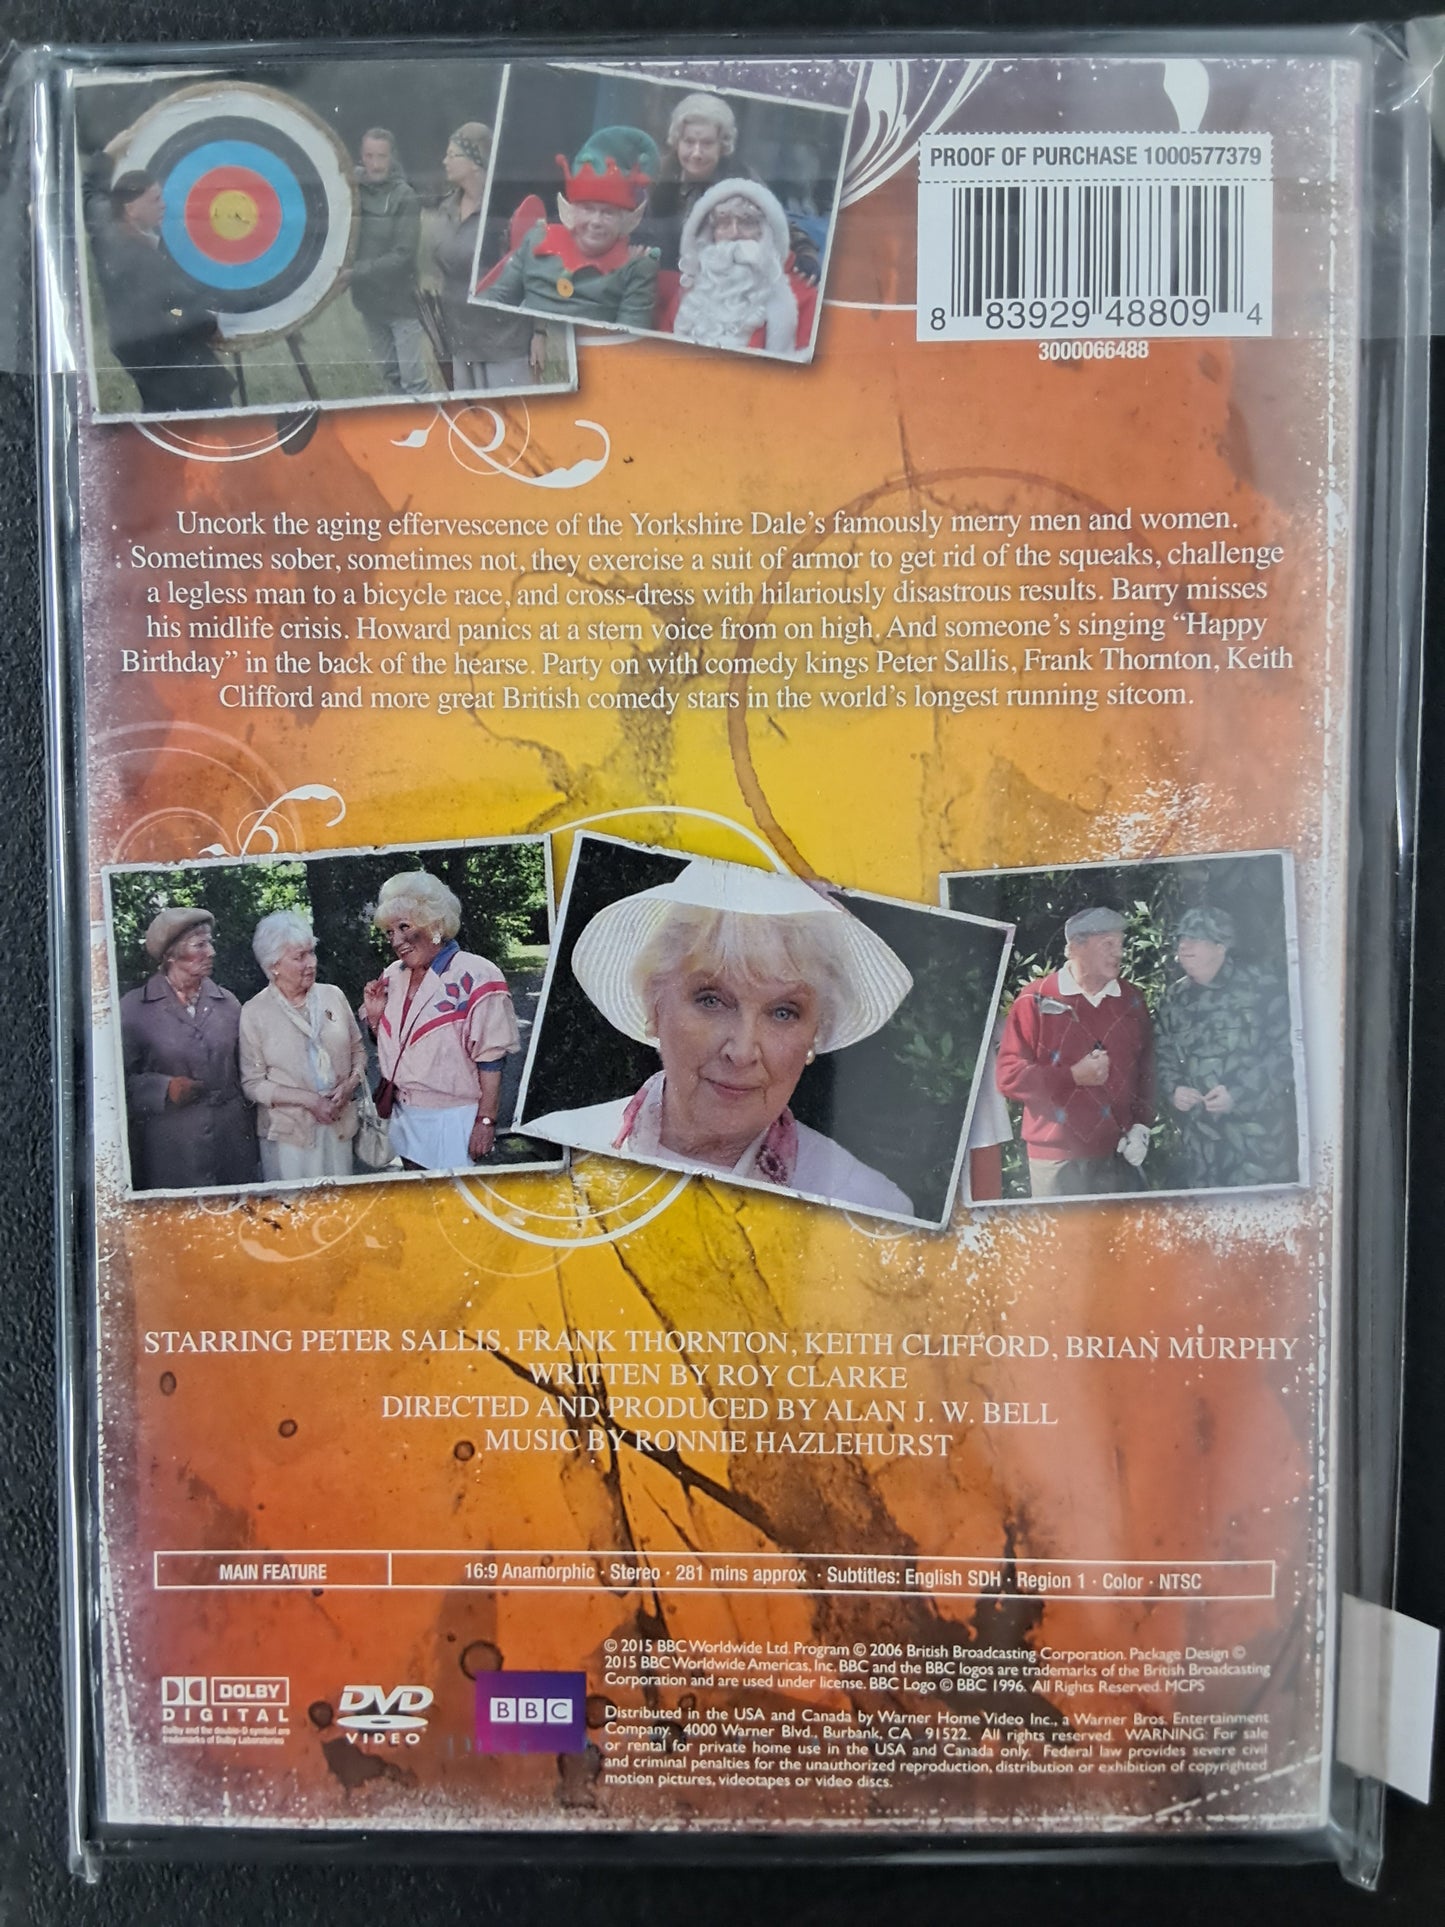 PROOF OF PURCHASE 1000577379
8 83929 48809 4
3000066488
Uncork the aging effervescence of the Yorkshire Dale's famously merry men and women.
Sometimes sober, sometimes not, they exercise a suit of armor to get rid of the squeaks, challenge
a legless man to a bicycle race, and cross-dress with hilariously disastrous results. Barry misses
his midlife crisis. Howard panics at a stern voice from on high. And someone's singing “Happy
Birthday” in the back of the hearse. Party on with comedy kings Peter Sallis, Frank Thornton, Keith
Clifford and more great British comedy stars in the world's longest running sitcom.
STARRING PETER SALLIS, FRANK THORNTON, KEITH CLIFFORD, BRIAN MURPHY
WRITTEN BY ROY CLARKE
DIRECTED AND PRODUCED BY ALAN J. W. BELL
MUSIC BY RONNIE HAZLEHURST
MAIN FEATURE 16:9 Anamorphic · Stereo · 281 mins approx · Subtitles: English SDH · Region 1 · Color · NTSC
DOLBY
DIGITAL
Dolby and the double-D symbol are
trademarks of Dolby Laboratories
DVD
VIDEO
BBC
© 2015 BBC Worldwide Ltd. Program © 2006 British Broadcasting Corporation. Package Design ©
2015 BBC Worldwide Americas, Inc. BBC and the BBC logos are trademarks of the British Broadcasting
Corporation and are used under license. BBC Logo © BBC 1996. All Rights Reserved. MCPS
Distributed in the USA and Canada by Warner Home Video Inc., a Warner Bros. Entertainment
Company. 4000 Warner Blvd., Burbank, CA 91522. All rights reserved. WARNING: For sale
or rental for private home use in the USA and Canada only. Federal law provides severe civil
and criminal penalties for the unauthorized reproduction, distribution or exhibition of copyrighted
motion pictures, videotapes or video discs.